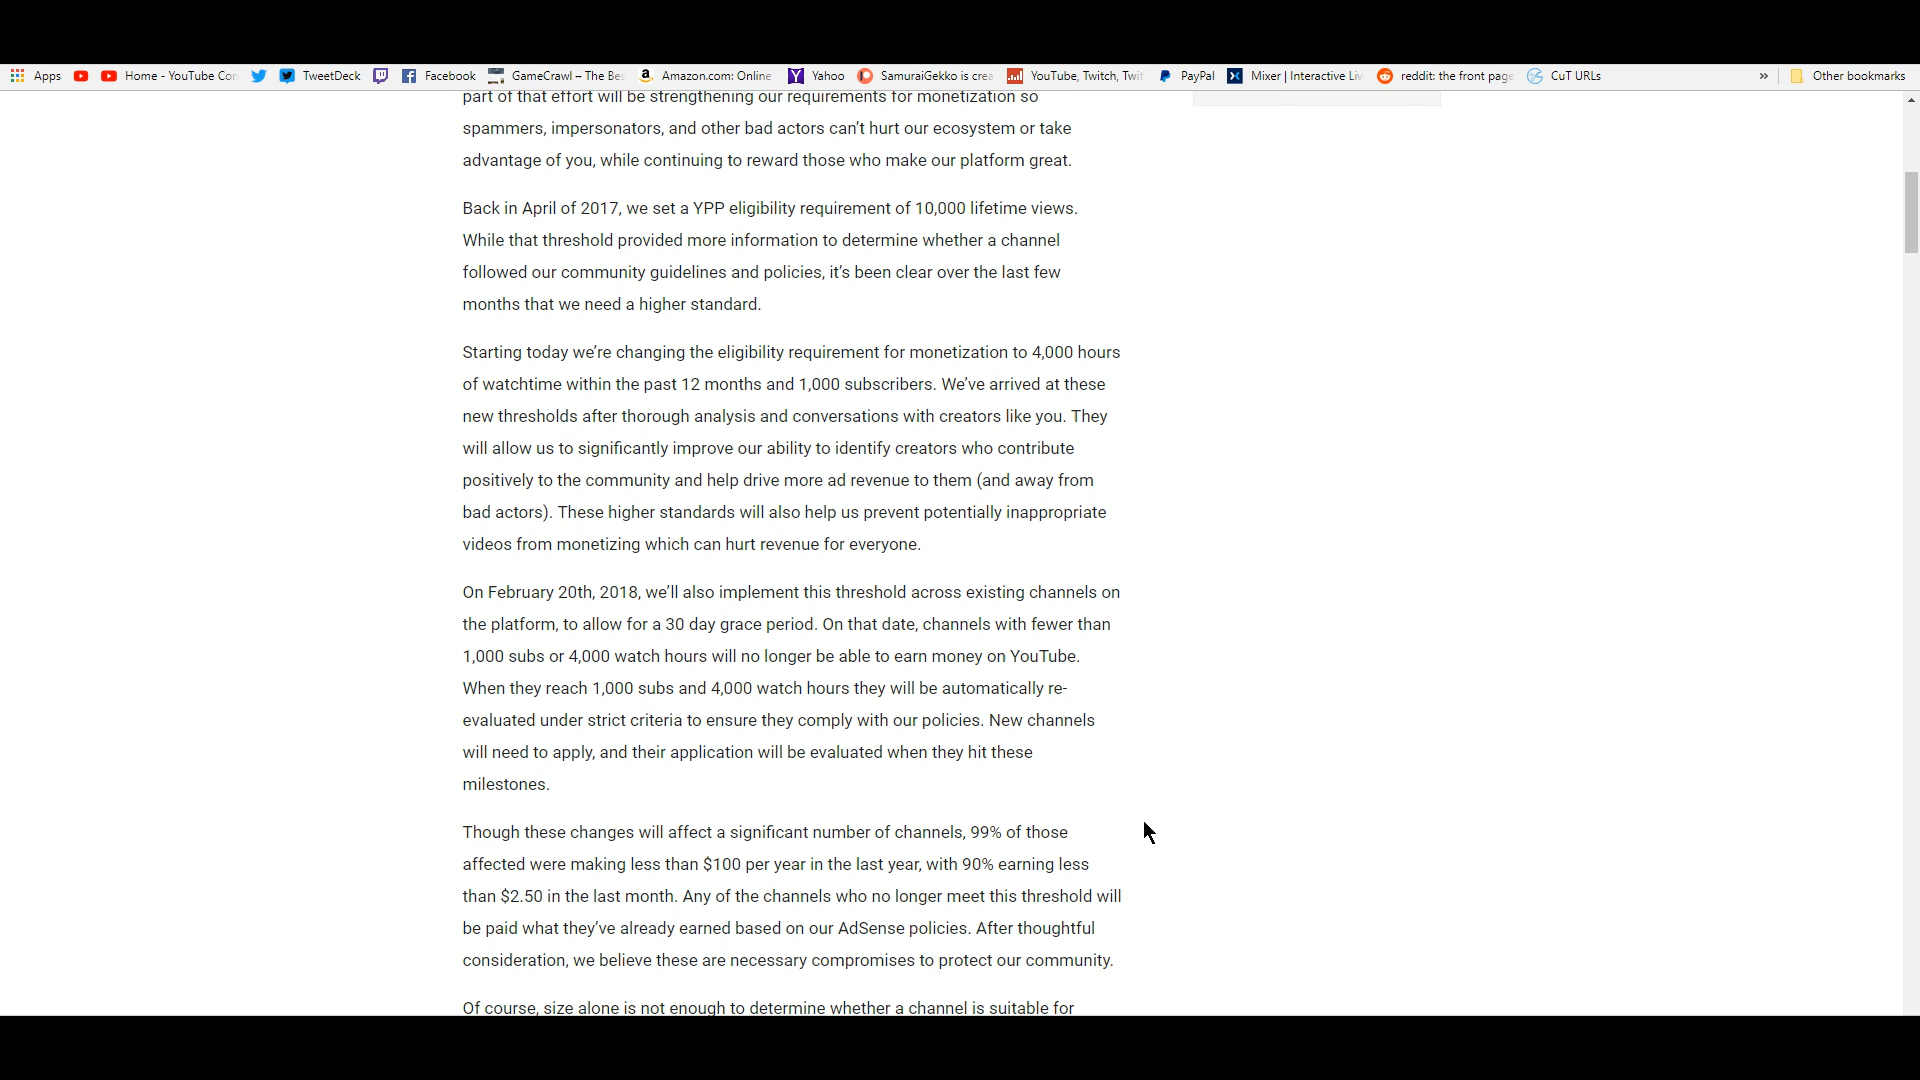 Apps Home - YouTube Con TweetDeck Facebook GameCrawl – The Bes Amazon.com: Online Yahoo SamuraiGekko is crea YouTube, Twitch, Twit PayPal Mixer | Interactive Liv reddit: the front page CuT URLs » Other bookmarks
part of that effort will be strengthening our requirements for monetization so
spammers, impersonators, and other bad actors can’t hurt our ecosystem or take
advantage of you, while continuing to reward those who make our platform great.
Back in April of 2017, we set a YPP eligibility requirement of 10,000 lifetime views.
While that threshold provided more information to determine whether a channel
followed our community guidelines and policies, it’s been clear over the last few
months that we need a higher standard.
Starting today we’re changing the eligibility requirement for monetization to 4,000 hours
of watchtime within the past 12 months and 1,000 subscribers. We’ve arrived at these
new thresholds after thorough analysis and conversations with creators like you. They
will allow us to significantly improve our ability to identify creators who contribute
positively to the community and help drive more ad revenue to them (and away from
bad actors). These higher standards will also help us prevent potentially inappropriate
videos from monetizing which can hurt revenue for everyone.
On February 20th, 2018, we’ll also implement this threshold across existing channels on
the platform, to allow for a 30 day grace period. On that date, channels with fewer than
1,000 subs or 4,000 watch hours will no longer be able to earn money on YouTube.
When they reach 1,000 subs and 4,000 watch hours they will be automatically re-
evaluated under strict criteria to ensure they comply with our policies. New channels
will need to apply, and their application will be evaluated when they hit these
milestones.
Though these changes will affect a significant number of channels, 99% of those
affected were making less than $100 per year in the last year, with 90% earning less
than $2.50 in the last month. Any of the channels who no longer meet this threshold will
be paid what they’ve already earned based on our AdSense policies. After thoughtful
consideration, we believe these are necessary compromises to protect our community.
Of course, size alone is not enough to determine whether a channel is suitable for